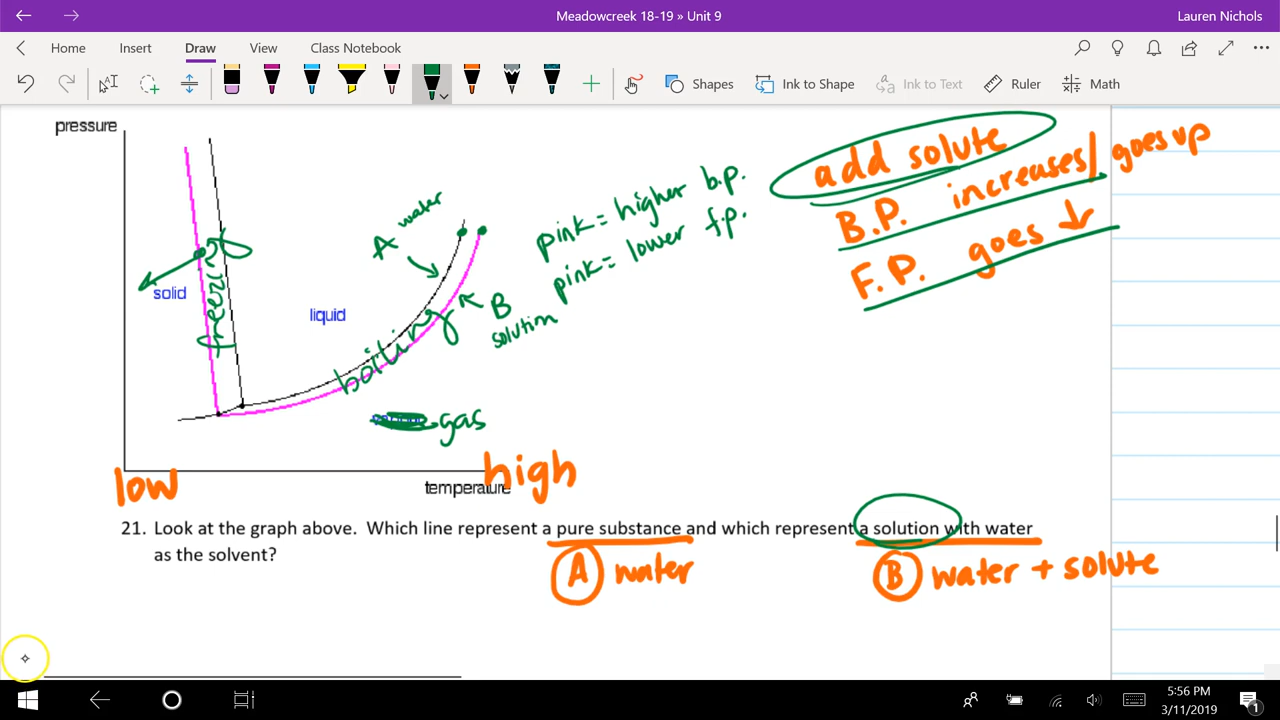 Meadowcreek 18-19 » Unit 9
Lauren Nichols
Home Insert Draw View Class Notebook
Shapes Ink to Shape Ink to Text Ruler Math
pressure
add solute
B.P. increases/goes up
F.P. goes ↓
A water
pink = higher b.p.
pink = lower f.p.
solid
freezing
liquid
boiling
B
solution
gas
low
high
temperature
21. Look at the graph above. Which line represent a pure substance and which represent a solution with water
as the solvent?
A water
B water + solute
5:56 PM
3/11/2019
1